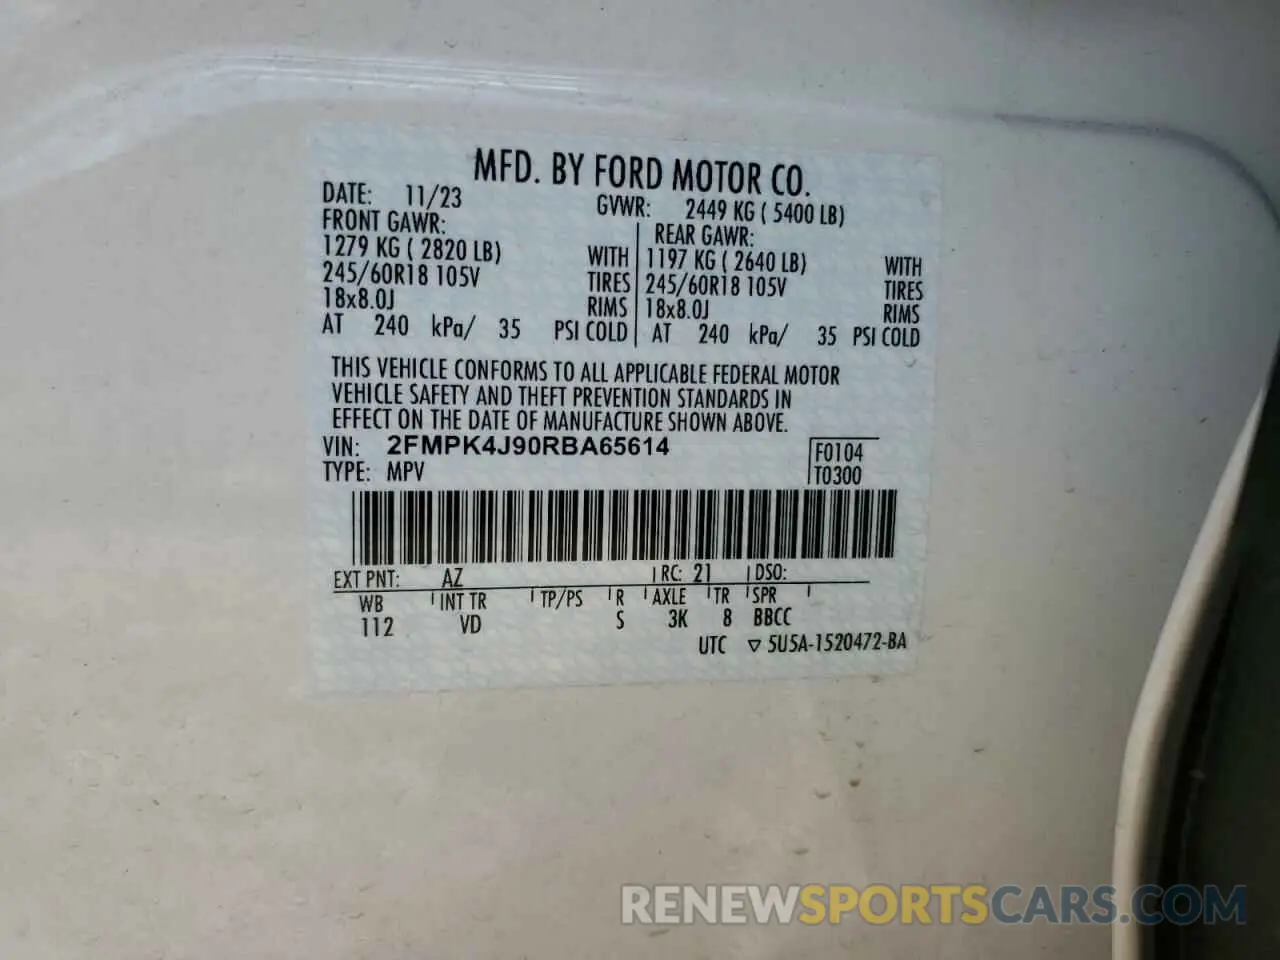 MFD. BY FORD MOTOR CO.
DATE: 11/23 GVWR: 2449 KG ( 5400 LB)
FRONT GAWR: REAR GAWR:
1279 KG ( 2820 LB) WITH 1197 KG ( 2640 LB) WITH
245/60R18 105V TIRES 245/60R18 105V TIRES
18x8.0J RIMS 18x8.0J RIMS
AT 240 kPa/ 35 PSI COLD AT 240 kPa/ 35 PSI COLD
THIS VEHICLE CONFORMS TO ALL APPLICABLE FEDERAL MOTOR
VEHICLE SAFETY AND THEFT PREVENTION STANDARDS IN
EFFECT ON THE DATE OF MANUFACTURE SHOWN ABOVE.
VIN: 2FMPK4J90RBA65614 F0104
TYPE: MPV T0300
EXT PNT: AZ RC: 21 DSO:
WB INT TR TP/PS R AXLE TR SPR
112 VD S 3K 8 BBCC
UTC ▽ 5U5A-1520472-BA
RENEWSPORTSCARS.COM